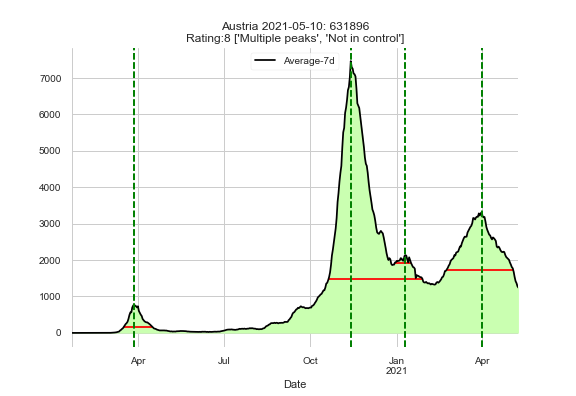 Austria 2021-05-10: 631896
Rating:8 ['Multiple peaks', 'Not in control']
Average-7d
7000
6000
5000
4000
3000
2000
1000
0
Apr
Jul
Oct
Jan
2021
Apr
Date